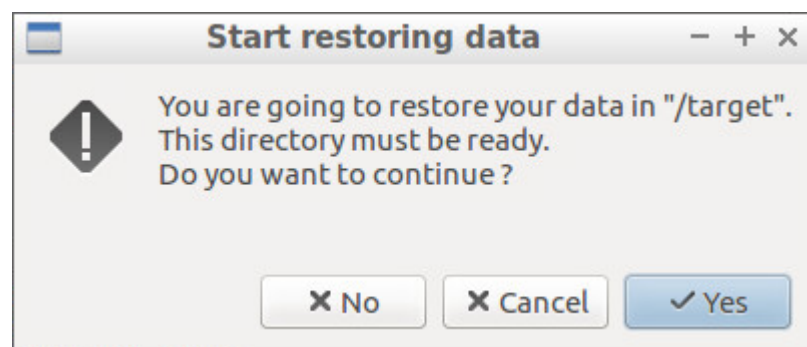 Start restoring data
You are going to restore your data in "/target".
This directory must be ready.
Do you want to continue ?
No
Cancel
Yes